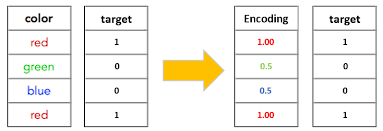 color target Encoding target
red 1 1.00 1
green 0 0.5 0
blue 0 0.5 0
red 1 1.00 1